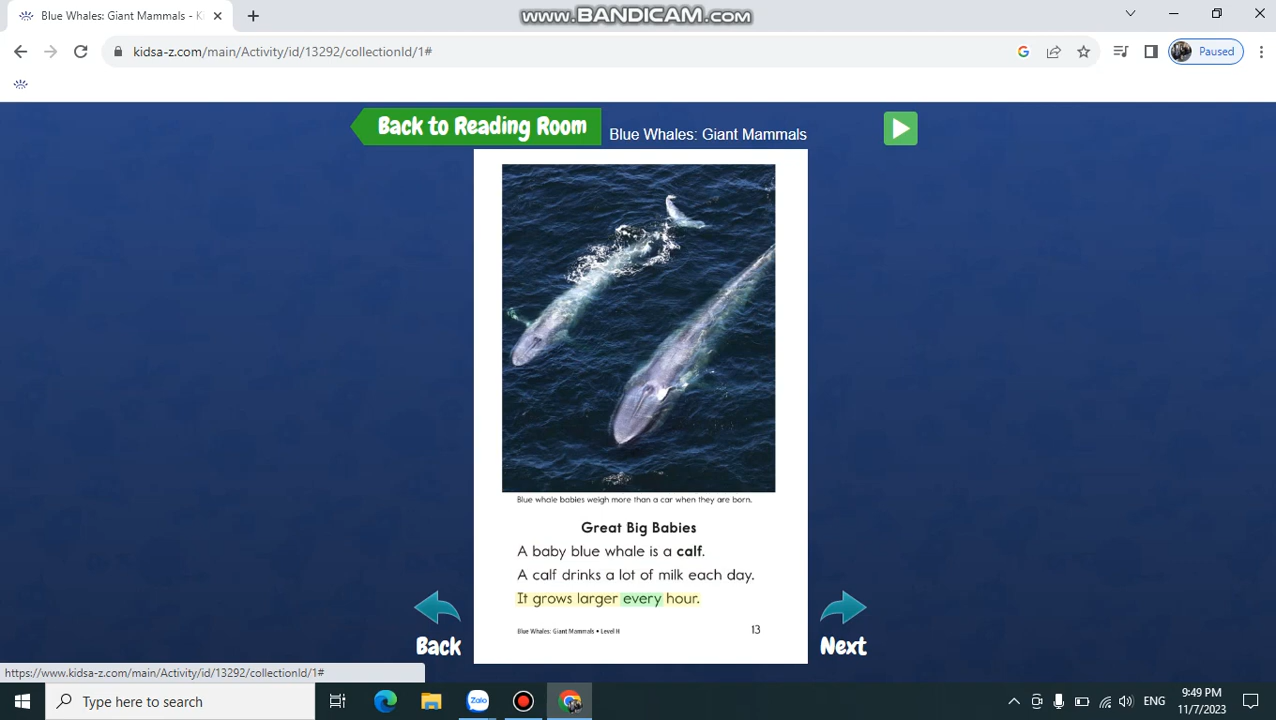 Blue Whales: Giant Mammals - K
www.BANDICAM.com
kidsa-z.com/main/Activity/id/13292/collectionId/1#
Paused
Back to Reading Room
Blue Whales: Giant Mammals
Blue whale babies weigh more than a car when they are born.
Great Big Babies
A baby blue whale is a calf.
A calf drinks a lot of milk each day.
It grows larger every hour.
Blue Whales: Giant Mammals • Level H
13
Back
Next
https://www.kidsa-z.com/main/Activity/id/13292/collectionId/1#
Type here to search
Zalo
ENG
9:49 PM
11/7/2023